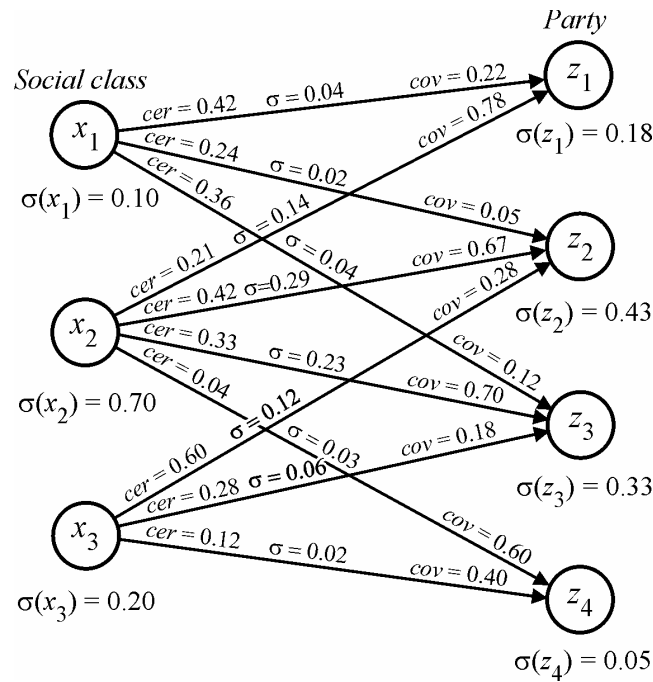 Party
Social class
x1
cer = 0.42 σ = 0.04 cov = 0.22
z1
σ(z1) = 0.18
cer = 0.24 σ = 0.02 cov = 0.05
cer = 0.36 σ = 0.04 cov = 0.12
σ(x1) = 0.10
z2
σ(z2) = 0.43
x2
cer = 0.21 σ = 0.14 cov = 0.78
cer = 0.42 σ=0.29 cov = 0.67
cer = 0.33 σ = 0.23 cov = 0.70
cer = 0.04 σ = 0.03 cov = 0.60
σ(x2) = 0.70
z3
σ(z3) = 0.33
x3
cer = 0.60 σ = 0.12 cov = 0.28
cer = 0.28 σ = 0.06 cov = 0.18
cer = 0.12 σ = 0.02 cov = 0.40
σ(x3) = 0.20
z4
σ(z4) = 0.05